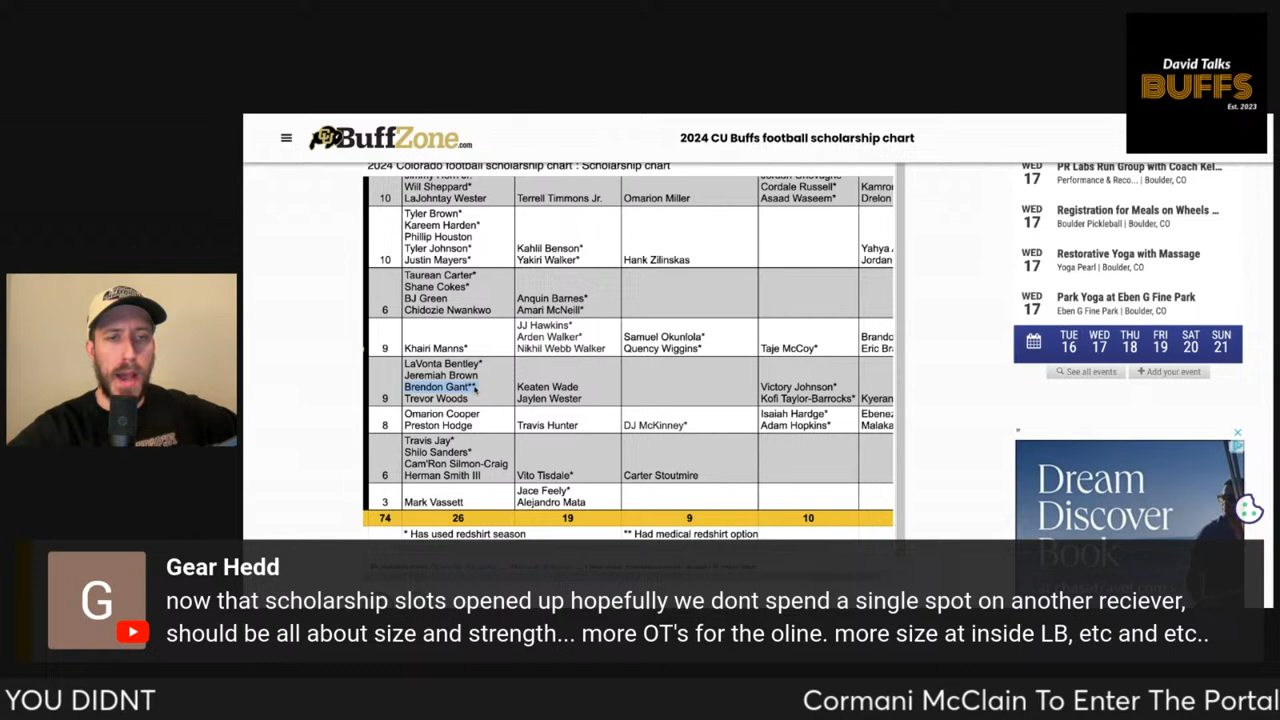 David Talks
BUFFS
Est. 2023
BuffZone.com
2024 CU Buffs football scholarship chart
2024 Colorado football scholarship chart : Scholarship chart
Will Sheppard*
Cordale Russell*
Kamron
10 LaJohntay Wester Terrell Timmons Jr. Omarion Miller Asaad Waseem* Drelon
Tyler Brown*
Kareem Harden*
Phillip Houston
Tyler Johnson* Kahlil Benson* Yahya
10 Justin Mayers* Yakiri Walker* Hank Zilinskas Jordan
Taurean Carter*
Shane Cokes*
BJ Green Anquin Barnes*
6 Chidozie Nwankwo Amari McNeill*
JJ Hawkins*
Arden Walker* Samuel Okunlola* Brando
9 Khairi Manns* Nikhil Webb Walker Quency Wiggins* Taje McCoy* Eric Br
LaVonta Bentley*
Jeremiah Brown
Brendon Gant** Keaten Wade Victory Johnson*
9 Trevor Woods Jaylen Wester Kofi Taylor-Barrocks* Kyeran
Omarion Cooper Isaiah Hardge* Ebenez
8 Preston Hodge Travis Hunter DJ McKinney* Adam Hopkins* Malaka
Travis Jay*
Shilo Sanders*
Cam'Ron Silmon-Craig
6 Herman Smith III Vito Tisdale* Carter Stoutmire
Jace Feely*
3 Mark Vassett Alejandro Mata
74 26 19 9 10
* Has used redshirt season ** Had medical redshirt option
WED
17
PR Labs Run Group with Coach Kel...
Performance & Reco... | Boulder, CO
WED
17
Registration for Meals on Wheels ...
Boulder Pickleball | Boulder, CO
WED
17
Restorative Yoga with Massage
Yoga Pearl | Boulder, CO
WED
17
Park Yoga at Eben G Fine Park
Eben G Fine Park | Boulder, CO
TUE WED THU FRI SAT SUN
16 17 18 19 20 21
See all events
+ Add your event
Dream
Discover
Book
G
Gear Hedd
now that scholarship slots opened up hopefully we dont spend a single spot on another reciever,
should be all about size and strength... more OT's for the oline. more size at inside LB, etc and etc..
YOU DIDNT
Cormani McClain To Enter The Portal